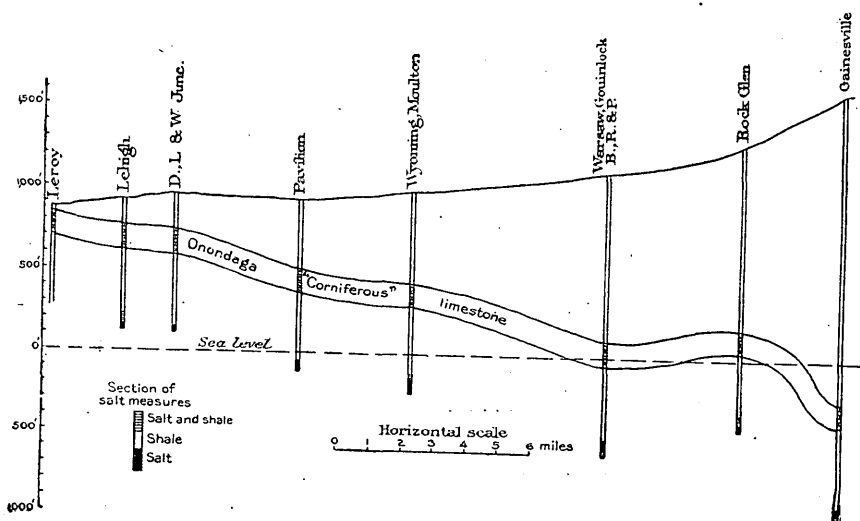 Leroy
Lehigh
D., L & W. Junc.
Pavilion
Wyoming, Moulton
Warsaw, Gouinlock
B., R. & P.
Rock Glen
Gainesville
1500'
1000'
500'
0'
500'
1000'
Onondaga
"Corniferous"
limestone
Sea level
Section of
salt measures
Salt and shale
Shale
Salt
Horizontal scale
0 1 2 3 4 5 6 miles